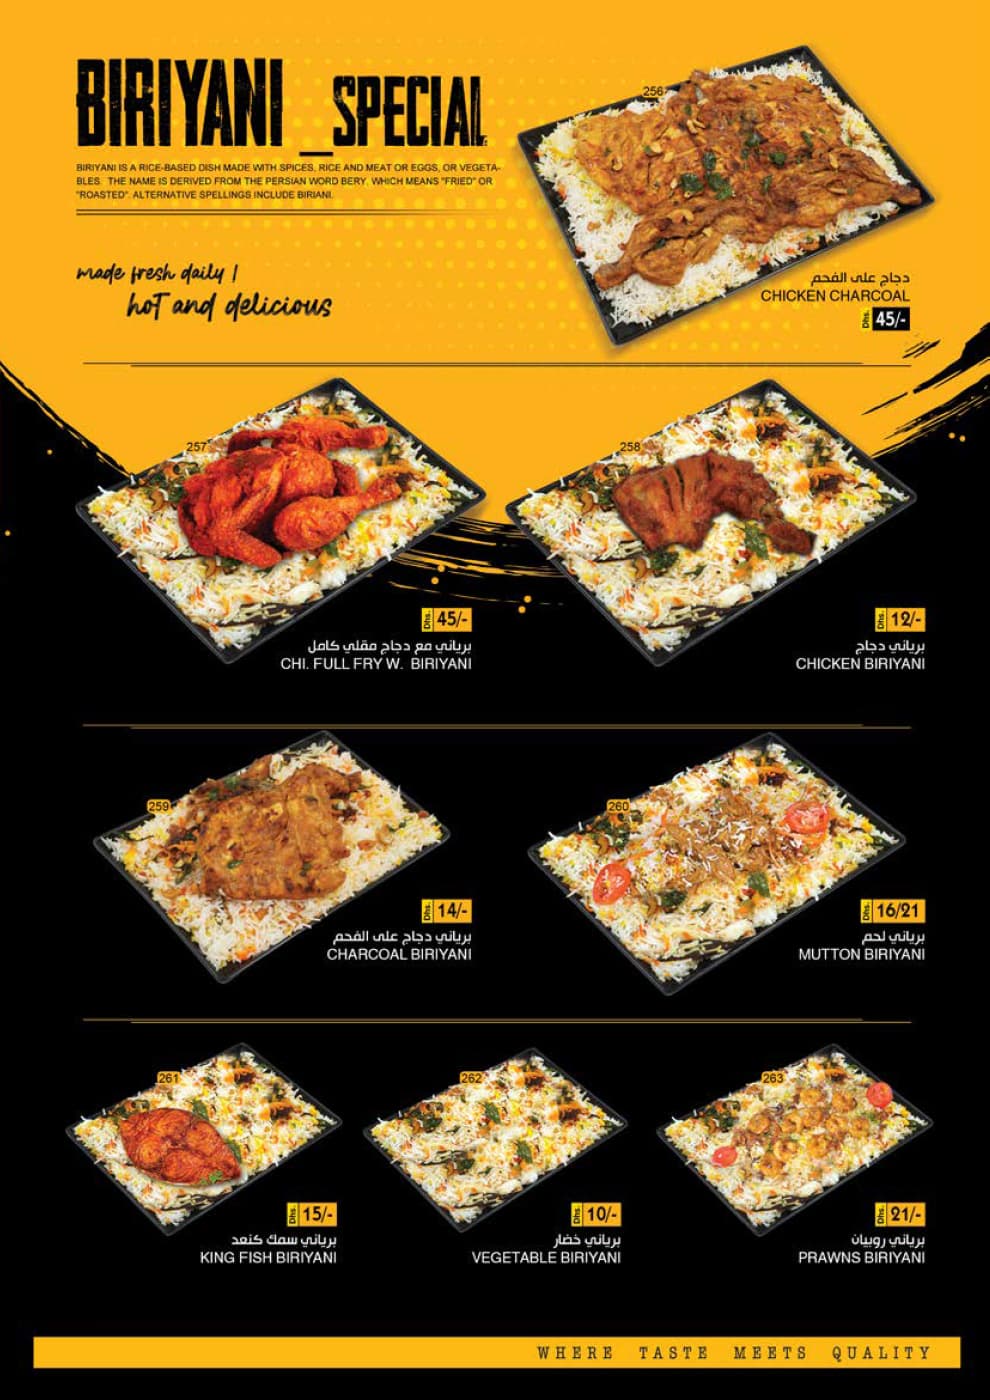 BIRIYANI _SPECIAL
BIRIYANI IS A RICE-BASED DISH MADE WITH SPICES, RICE AND MEAT OR EGGS, OR VEGETA-
BLES. THE NAME IS DERIVED FROM THE PERSIAN WORD BERY, WHICH MEANS "FRIED" OR
"ROASTED". ALTERNATIVE SPELLINGS INCLUDE BIRIANI.
made fresh daily |
hot and delicious
256
دجاج على الفحم
CHICKEN CHARCOAL
Dhs. 45/-
257
Dhs. 45/-
برياني مع دجاج مقلي كامل
CHI. FULL FRY W. BIRIYANI
258
Dhs. 12/-
برياني دجاج
CHICKEN BIRIYANI
259
Dhs. 14/-
برياني دجاج على الفحم
CHARCOAL BIRIYANI
260
Dhs. 16/21
برياني لحم
MUTTON BIRIYANI
261
Dhs. 15/-
برياني سمك كنعد
KING FISH BIRIYANI
262
Dhs. 10/-
برياني خضار
VEGETABLE BIRIYANI
263
Dhs. 21/-
برياني روبيان
PRAWNS BIRIYANI
WHERE TASTE MEETS QUALITY